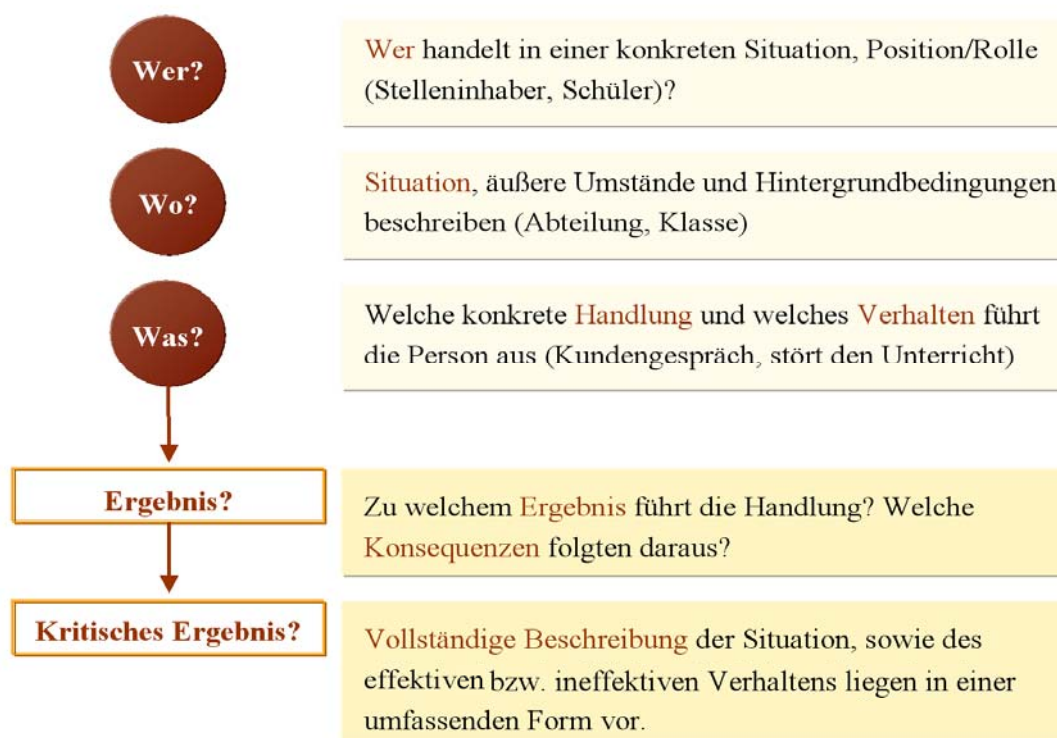 Wer?
Wer handelt in einer konkreten Situation, Position/Rolle
(Stelleninhaber, Schüler)?
Wo?
Situation, äußere Umstände und Hintergrundbedingungen
beschreiben (Abteilung, Klasse)
Was?
Welche konkrete Handlung und welches Verhalten führt
die Person aus (Kundengespräch, stört den Unterricht)
Ergebnis?
Zu welchem Ergebnis führt die Handlung? Welche
Konsequenzen folgten daraus?
Kritisches Ergebnis?
Vollständige Beschreibung der Situation, sowie des
effektiven bzw. ineffektiven Verhaltens liegen in einer
umfassenden Form vor.